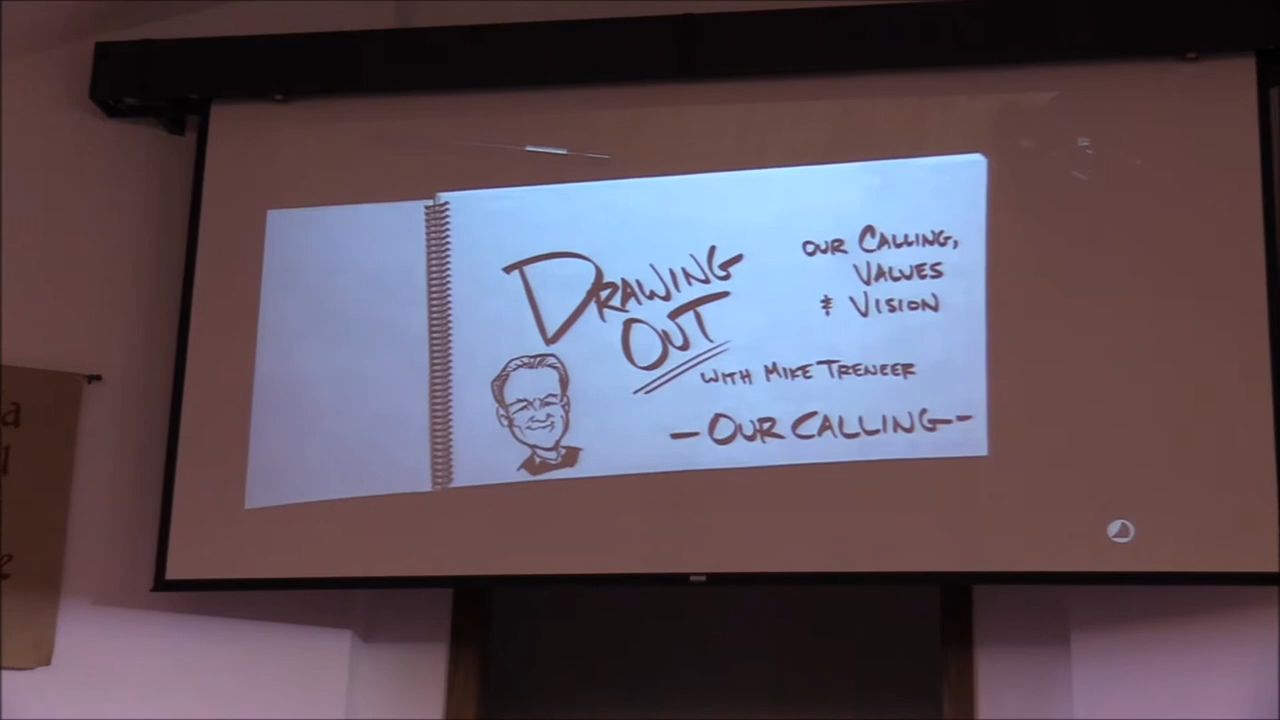 DRAWING
OUT
OUR CALLING,
VALUES
& VISION
WITH MIKE TRENEER
- OUR CALLING -
a
l
e